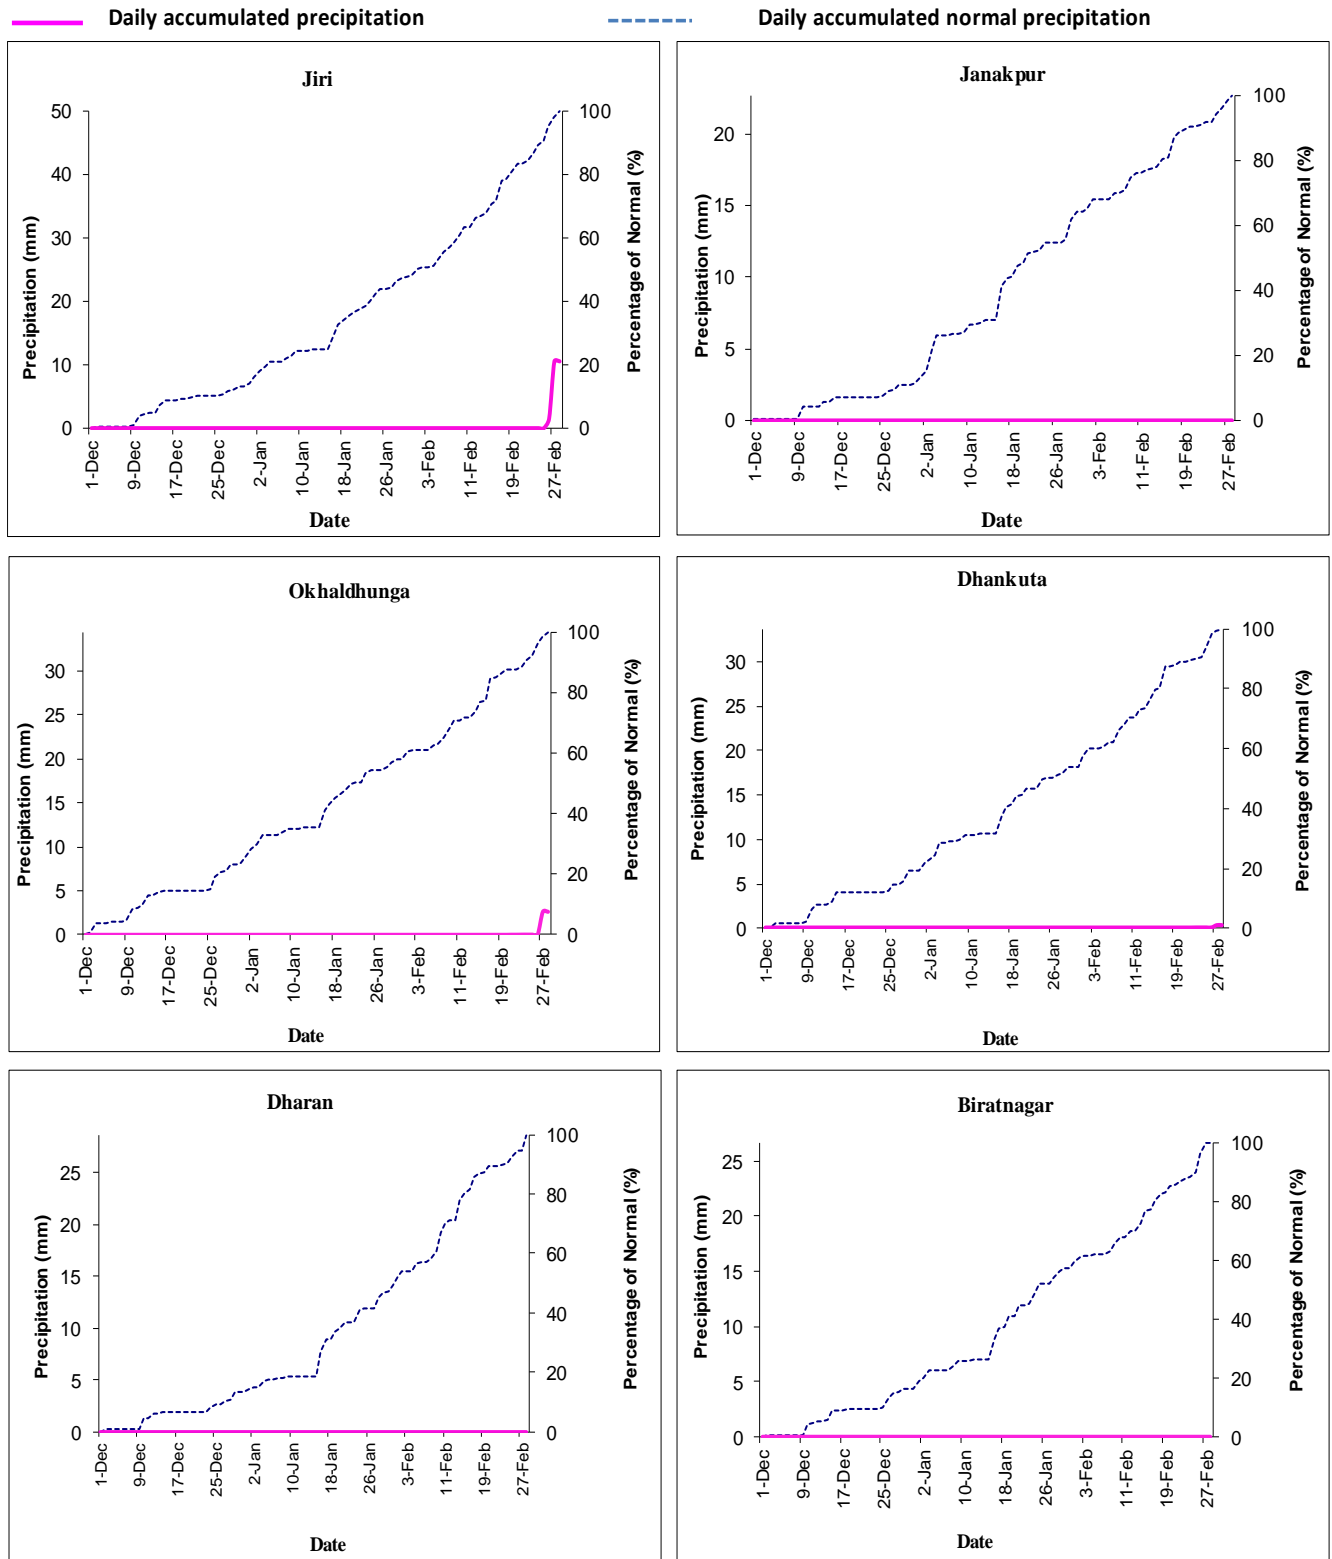 Daily accumulated precipitation Daily accumulated normal precipitation
Jiri
Precipitation (mm)
50
40
30
20
10
0
100
80
60
40
20
0
Percentage of Normal (%)
1-Dec 9-Dec 17-Dec 25-Dec 2-Jan 10-Jan 18-Jan 26-Jan 3-Feb 11-Feb 19-Feb 27-Feb
Date
Janakpur
Precipitation (mm)
20
15
10
5
0
100
80
60
40
20
0
Percentage of Normal (%)
1-Dec 9-Dec 17-Dec 25-Dec 2-Jan 10-Jan 18-Jan 26-Jan 3-Feb 11-Feb 19-Feb 27-Feb
Date
Okhaldhunga
Precipitation (mm)
30
25
20
15
10
5
0
100
80
60
40
20
0
Percentage of Normal (%)
1-Dec 9-Dec 17-Dec 25-Dec 2-Jan 10-Jan 18-Jan 26-Jan 3-Feb 11-Feb 19-Feb 27-Feb
Date
Dhankuta
Precipitation (mm)
30
25
20
15
10
5
0
100
80
60
40
20
0
Percentage of Normal (%)
1-Dec 9-Dec 17-Dec 25-Dec 2-Jan 10-Jan 18-Jan 26-Jan 3-Feb 11-Feb 19-Feb 27-Feb
Date
Dharan
Precipitation (mm)
25
20
15
10
5
0
100
80
60
40
20
0
Percentage of Normal (%)
1-Dec 9-Dec 17-Dec 25-Dec 2-Jan 10-Jan 18-Jan 26-Jan 3-Feb 11-Feb 19-Feb 27-Feb
Date
Biratnagar
Precipitation (mm)
25
20
15
10
5
0
100
80
60
40
20
0
Percentage of Normal (%)
1-Dec 9-Dec 17-Dec 25-Dec 2-Jan 10-Jan 18-Jan 26-Jan 3-Feb 11-Feb 19-Feb 27-Feb
Date